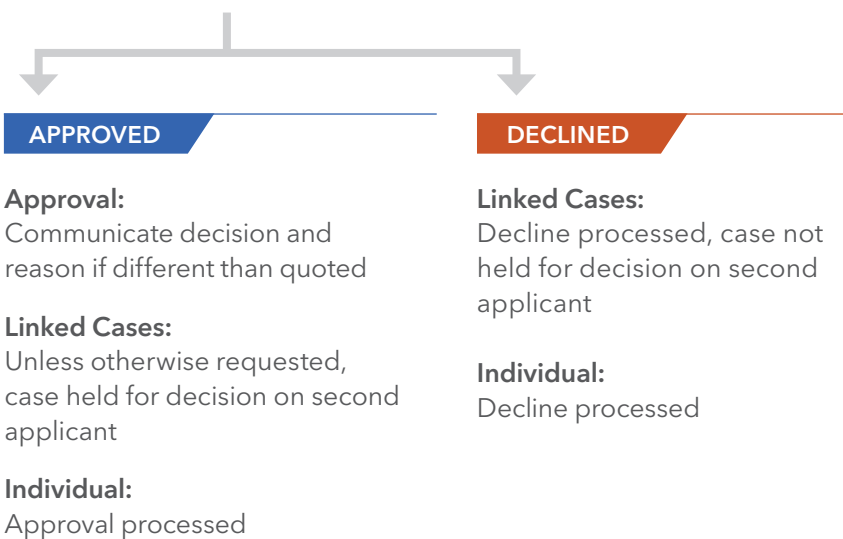 APPROVED
Approval:
Communicate decision and
reason if different than quoted
Linked Cases:
Unless otherwise requested,
case held for decision on second
applicant
Individual:
Approval processed
DECLINED
Linked Cases:
Decline processed, case not
held for decision on second
applicant
Individual:
Decline processed